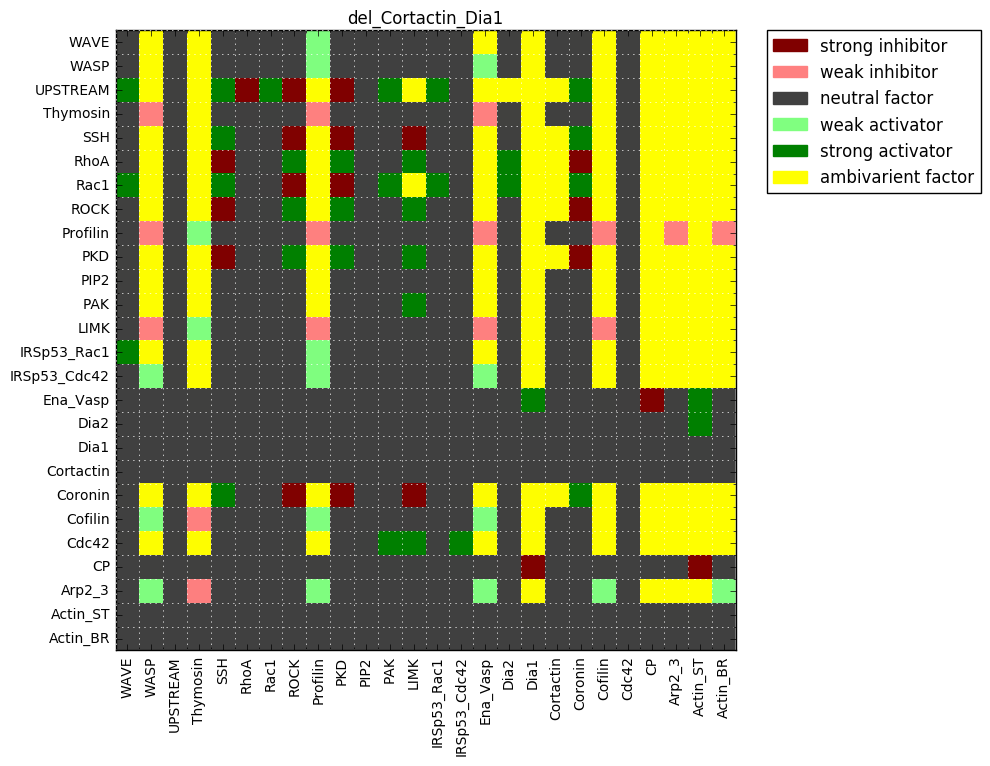 del_Cortactin_Dia1
WAVE
WASP
UPSTREAM
Thymosin
SSH
RhoA
Rac1
ROCK
Profilin
PKD
PIP2
PAK
LIMK
IRSp53_Rac1
IRSp53_Cdc42
Ena_Vasp
Dia2
Dia1
Cortactin
Coronin
Cofilin
Cdc42
CP
Arp2_3
Actin_ST
Actin_BR
WAVE
WASP
UPSTREAM
Thymosin
SSH
RhoA
Rac1
ROCK
Profilin
PKD
PIP2
PAK
LIMK
IRSp53_Rac1
IRSp53_Cdc42
Ena_Vasp
Dia2
Dia1
Cortactin
Coronin
Cofilin
Cdc42
CP
Arp2_3
Actin_ST
Actin_BR
strong inhibitor
weak inhibitor
neutral factor
weak activator
strong activator
ambivarient factor